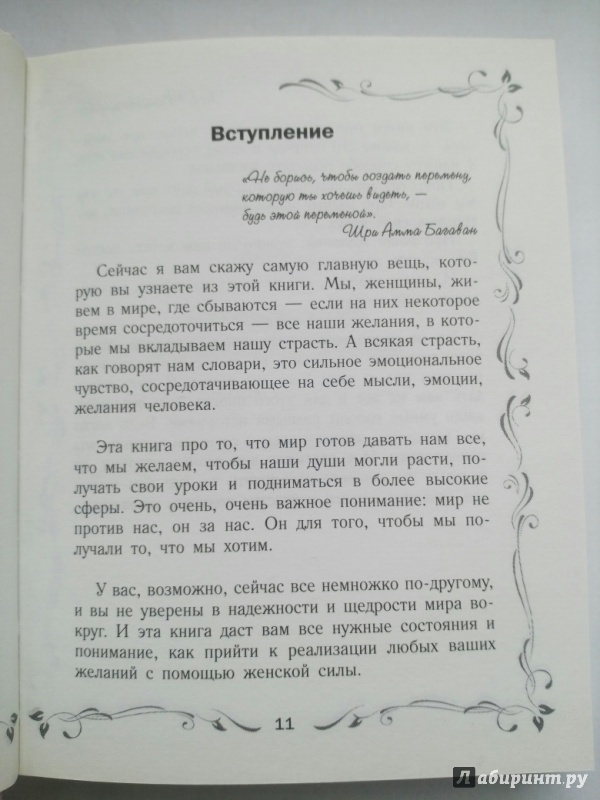 Вступление
«Не борись, чтобы создать перемену,
которую ты хочешь видеть, —
будь этой переменой».
Шри Амма Багаван
Сейчас я вам скажу самую главную вещь, кото-
рую вы узнаете из этой книги. Мы, женщины, жи-
вем в мире, где сбываются — если на них некоторое
время сосредоточиться — все наши желания, в кото-
рые мы вкладываем нашу страсть. А всякая страсть,
как говорят нам словари, это сильное эмоциональное
чувство, сосредотачивающее на себе мысли, эмоции,
желания человека.
Эта книга про то, что мир готов давать нам все,
что мы желаем, чтобы наши души могли расти, по-
лучать свои уроки и подниматься в более высокие
сферы. Это очень, очень важное понимание: мир не
против нас, он за нас. Он для того, чтобы мы по-
лучали то, что мы хотим.
У вас, возможно, сейчас все немножко по-другому,
и вы не уверены в надежности и щедрости мира во-
круг. И эта книга даст вам все нужные состояния и
понимание, как прийти к реализации любых ваших
желаний с помощью женской силы.
11
Лабиринт.ру